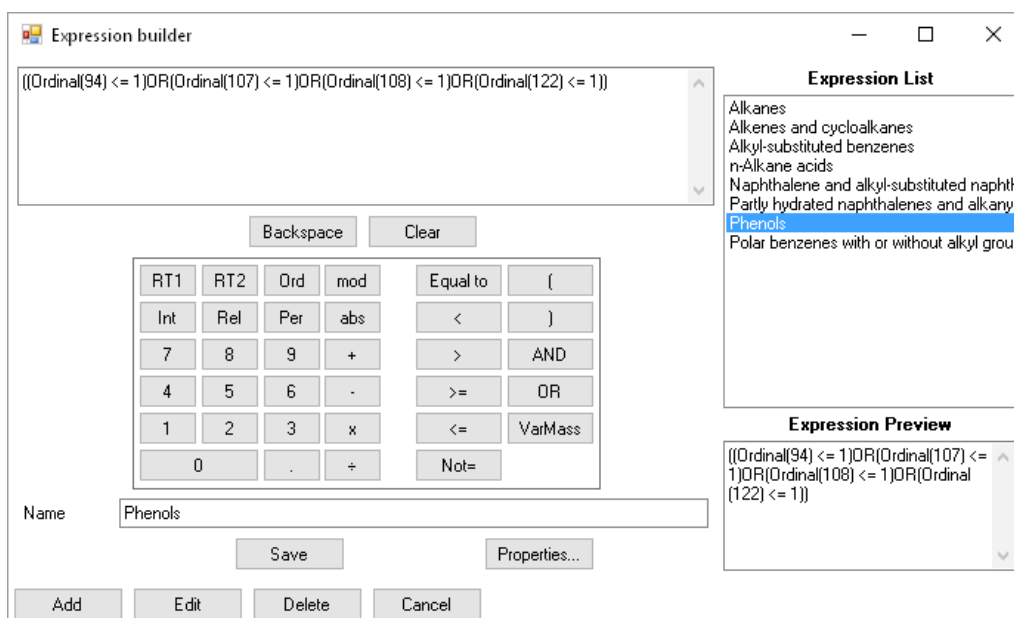 Expression builder
((Ordinal(94) <= 1)OR(Ordinal(107) <= 1)OR(Ordinal(108) <= 1)OR(Ordinal(122) <= 1))
Backspace Clear
RT1 RT2 Ord mod Equal to (
Int Rel Per abs < )
7 8 9 + > AND
4 5 6 - >= OR
1 2 3 x <= VarMass
0 . ÷ Not=
Name Phenols
Save Properties...
Add Edit Delete Cancel
Expression List
Alkanes
Alkenes and cycloalkanes
Alkyl-substituted benzenes
n-Alkane acids
Naphthalene and alkyl-substituted naphth
Partly hydrated naphthalenes and alkany
Phenols
Polar benzenes with or without alkyl grou
Expression Preview
((Ordinal(94) <= 1)OR(Ordinal(107) <=
1)OR(Ordinal(108) <= 1)OR(Ordinal
(122) <= 1))